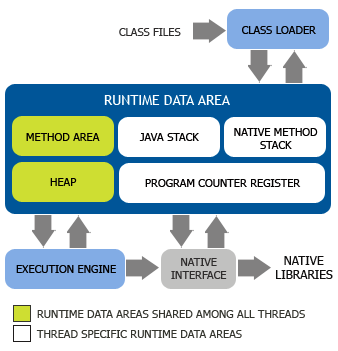 CLASS FILES
CLASS LOADER
RUNTIME DATA AREA
METHOD AREA
JAVA STACK
NATIVE METHOD
STACK
HEAP
PROGRAM COUNTER REGISTER
EXECUTION ENGINE
NATIVE
INTERFACE
NATIVE
LIBRARIES
RUNTIME DATA AREAS SHARED AMONG ALL THREADS
THREAD SPECIFIC RUNTIME DATA AREAS